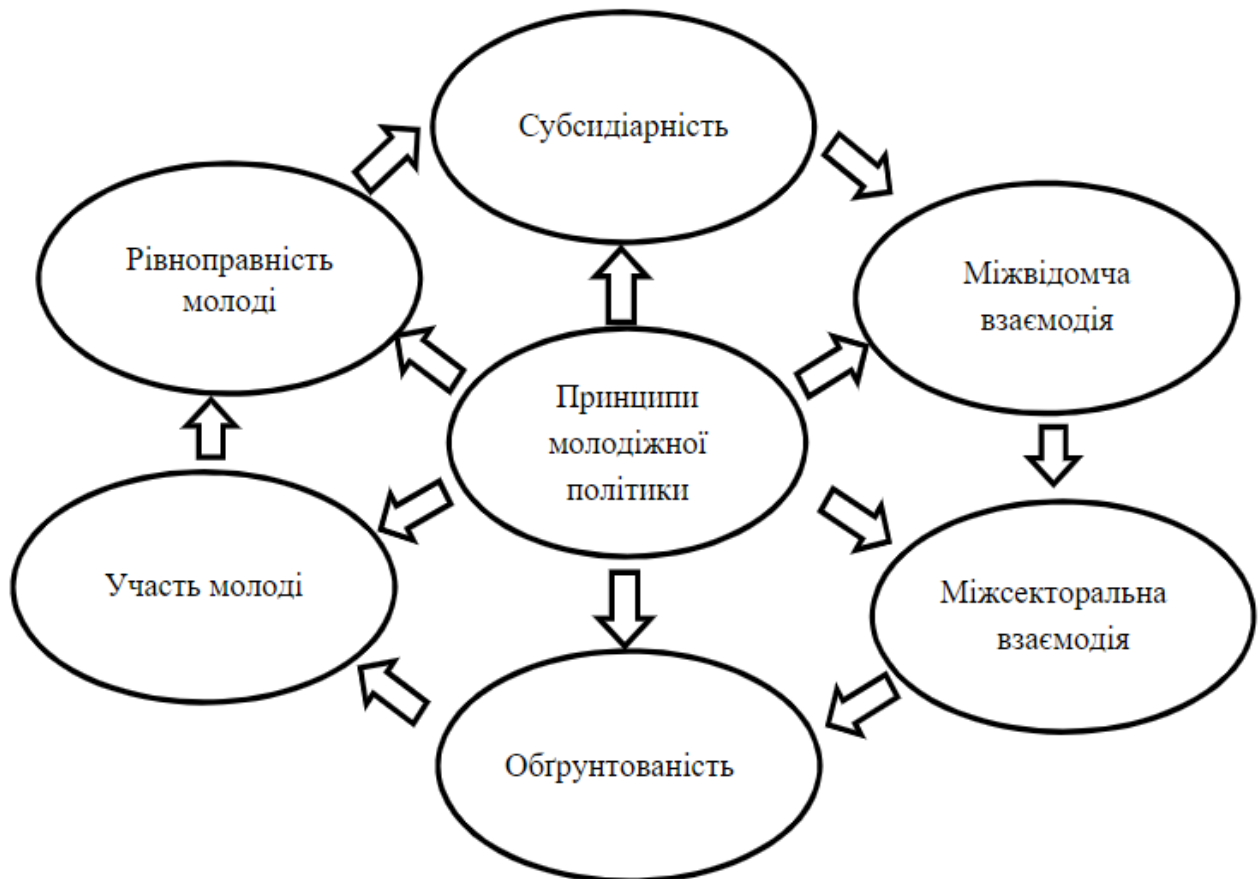 Субсидіарність
Рівноправність
молоді
Міжвідомча
взаємодія
Принципи
молодіжної
політики
Участь молоді
Міжсекторальна
взаємодія
Обґрунтованість